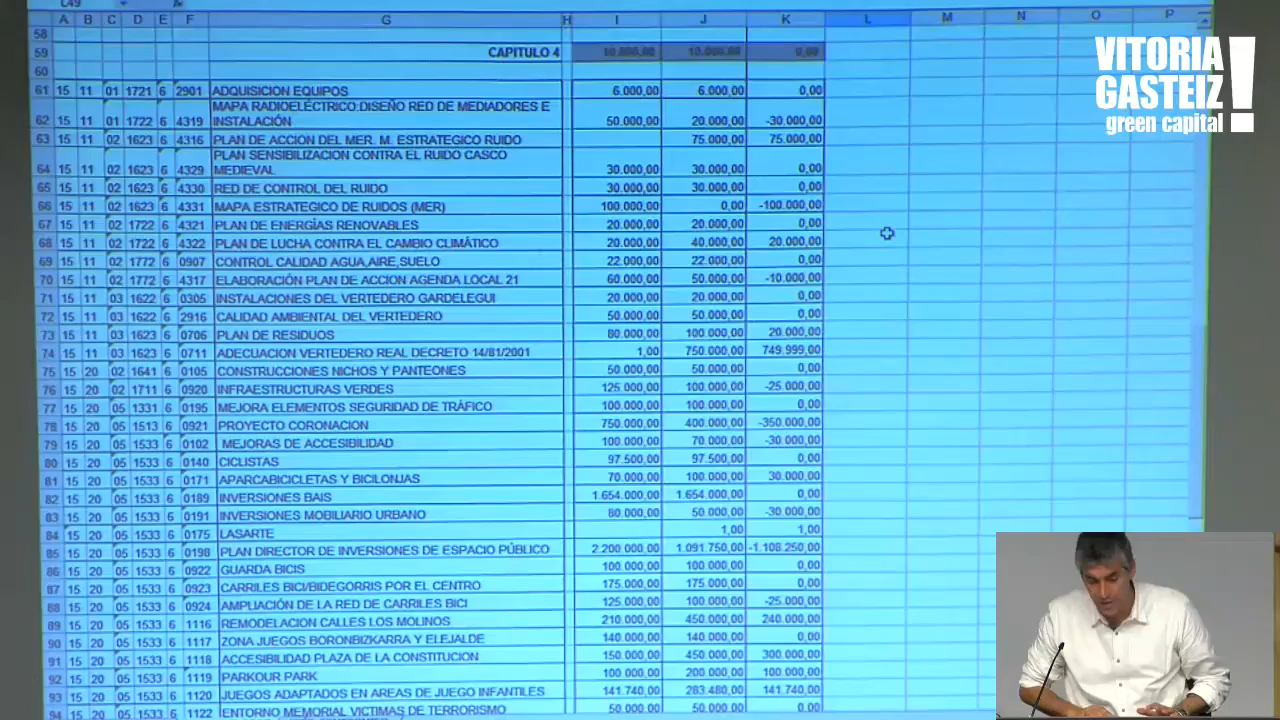 A B C D E F G H I J K L M N O P
58
59 CAPITULO 4 10.000,00 10.000,00 0,00
60
61 15 11 01 1721 6 2901 ADQUISICION EQUIPOS 6.000,00 6.000,00 0,00
MAPA RADIOELÉCTRICO:DISEÑO RED DE MEDIADORES E
62 15 11 01 1722 6 4319 INSTALACIÓN 50.000,00 20.000,00 -30.000,00
63 15 11 02 1623 6 4316 PLAN DE ACCION DEL MER. M. ESTRATEGICO RUIDO 75.000,00 75.000,00
PLAN SENSIBILIZACION CONTRA EL RUIDO CASCO
64 15 11 02 1623 6 4329 MEDIEVAL 30.000,00 30.000,00 0,00
65 15 11 02 1623 6 4330 RED DE CONTROL DEL RUIDO 30.000,00 30.000,00 0,00
66 15 11 02 1623 6 4331 MAPA ESTRATEGICO DE RUIDOS (MER) 100.000,00 0,00 -100.000,00
67 15 11 02 1722 6 4321 PLAN DE ENERGÍAS RENOVABLES 20.000,00 20.000,00 0,00
68 15 11 02 1722 6 4322 PLAN DE LUCHA CONTRA EL CAMBIO CLIMÁTICO 20.000,00 40.000,00 20.000,00
69 15 11 02 1772 6 0907 CONTROL CALIDAD AGUA,AIRE,SUELO 22.000,00 22.000,00 0,00
70 15 11 02 1772 6 4317 ELABORACIÓN PLAN DE ACCION AGENDA LOCAL 21 60.000,00 50.000,00 -10.000,00
71 15 11 03 1622 6 0305 INSTALACIONES DEL VERTEDERO GARDELEGUI 20.000,00 20.000,00 0,00
72 15 11 03 1622 6 2916 CALIDAD AMBIENTAL DEL VERTEDERO 50.000,00 50.000,00 0,00
73 15 11 03 1623 6 0706 PLAN DE RESIDUOS 80.000,00 100.000,00 20.000,00
74 15 11 03 1623 6 0711 ADECUACION VERTEDERO REAL DECRETO 14/81/2001 1,00 750.000,00 749.999,00
75 15 20 02 1641 6 0105 CONSTRUCCIONES NICHOS Y PANTEONES 50.000,00 50.000,00 0,00
76 15 20 02 1711 6 0920 INFRAESTRUCTURAS VERDES 125.000,00 100.000,00 -25.000,00
77 15 20 05 1331 6 0195 MEJORA ELEMENTOS SEGURIDAD DE TRÁFICO 100.000,00 100.000,00 0,00
78 15 20 05 1513 6 0921 PROYECTO CORONACION 750.000,00 400.000,00 -350.000,00
79 15 20 05 1533 6 0102 MEJORAS DE ACCESIBILIDAD 100.000,00 70.000,00 -30.000,00
80 15 20 05 1533 6 0140 CICLISTAS 97.500,00 97.500,00 0,00
81 15 20 05 1533 6 0171 APARCABICICLETAS Y BICILONJAS 70.000,00 100.000,00 30.000,00
82 15 20 05 1533 6 0189 INVERSIONES BAIS 1.654.000,00 1.654.000,00 0,00
83 15 20 05 1533 6 0191 INVERSIONES MOBILIARIO URBANO 80.000,00 50.000,00 -30.000,00
84 15 20 05 1533 6 0175 LASARTE 1,00 1,00
85 15 20 05 1533 6 0198 PLAN DIRECTOR DE INVERSIONES DE ESPACIO PÚBLICO 2.200.000,00 1.091.750,00 -1.108.250,00
86 15 20 05 1533 6 0922 GUARDA BICIS 100.000,00 100.000,00 0,00
87 15 20 05 1533 6 0923 CARRILES BICI/BIDEGORRIS POR EL CENTRO 175.000,00 175.000,00 0,00
88 15 20 05 1533 6 0924 AMPLIACIÓN DE LA RED DE CARRILES BICI 125.000,00 100.000,00 -25.000,00
89 15 20 05 1533 6 1116 REMODELACION CALLES LOS MOLINOS 210.000,00 450.000,00 240.000,00
90 15 20 05 1533 6 1117 ZONA JUEGOS BORONBIZKARRA Y ELEJALDE 140.000,00 140.000,00 0,00
91 15 20 05 1533 6 1118 ACCESIBILIDAD PLAZA DE LA CONSTITUCION 150.000,00 450.000,00 300.000,00
92 15 20 05 1533 6 1119 PARKOUR PARK 100.000,00 200.000,00 100.000,00
93 15 20 05 1533 6 1120 JUEGOS ADAPTADOS EN AREAS DE JUEGO INFANTILES 141.740,00 283.480,00 141.740,00
94 15 20 05 1533 6 1122 ENTORNO MEMORIAL VICTIMAS DE TERRORISMO 50.000,00 50.000,00 0,00
VITORIA
GASTEIZ!
green capital